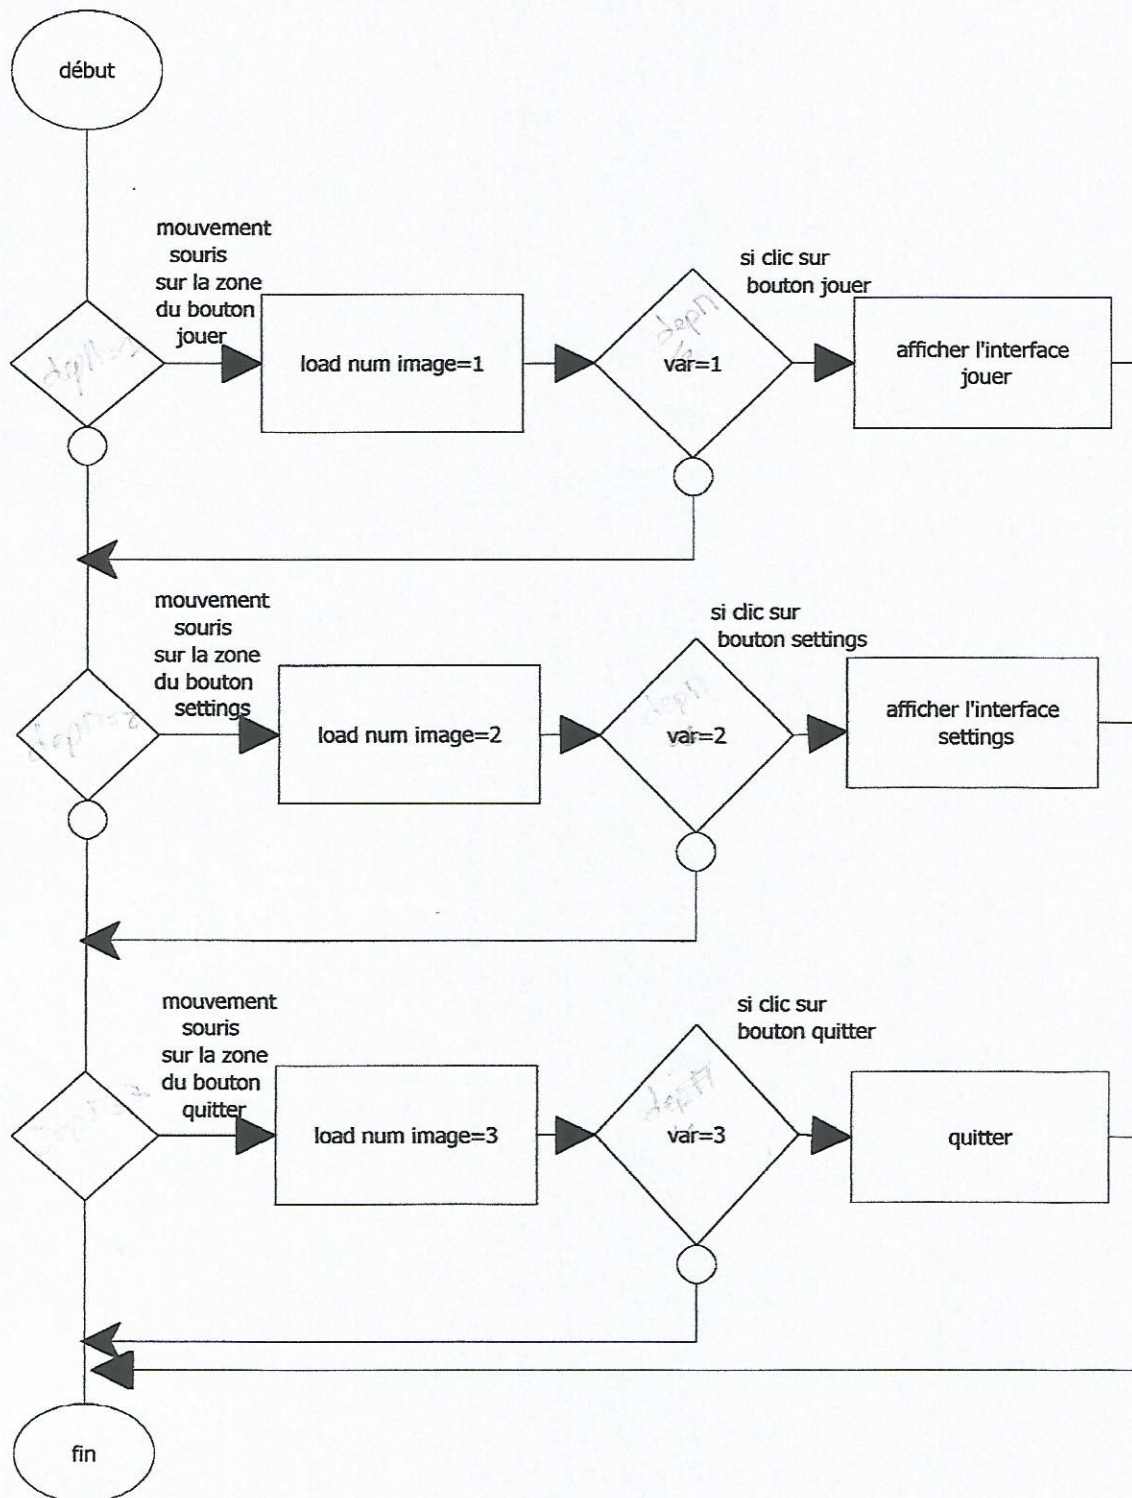 début
mouvement
souris
sur la zone
du bouton
jouer
load num image=1
si clic sur
bouton jouer
var=1
afficher l'interface
jouer
mouvement
souris
sur la zone
du bouton
settings
load num image=2
si clic sur
bouton settings
var=2
afficher l'interface
settings
mouvement
souris
sur la zone
du bouton
quitter
load num image=3
si clic sur
bouton quitter
var=3
quitter
fin